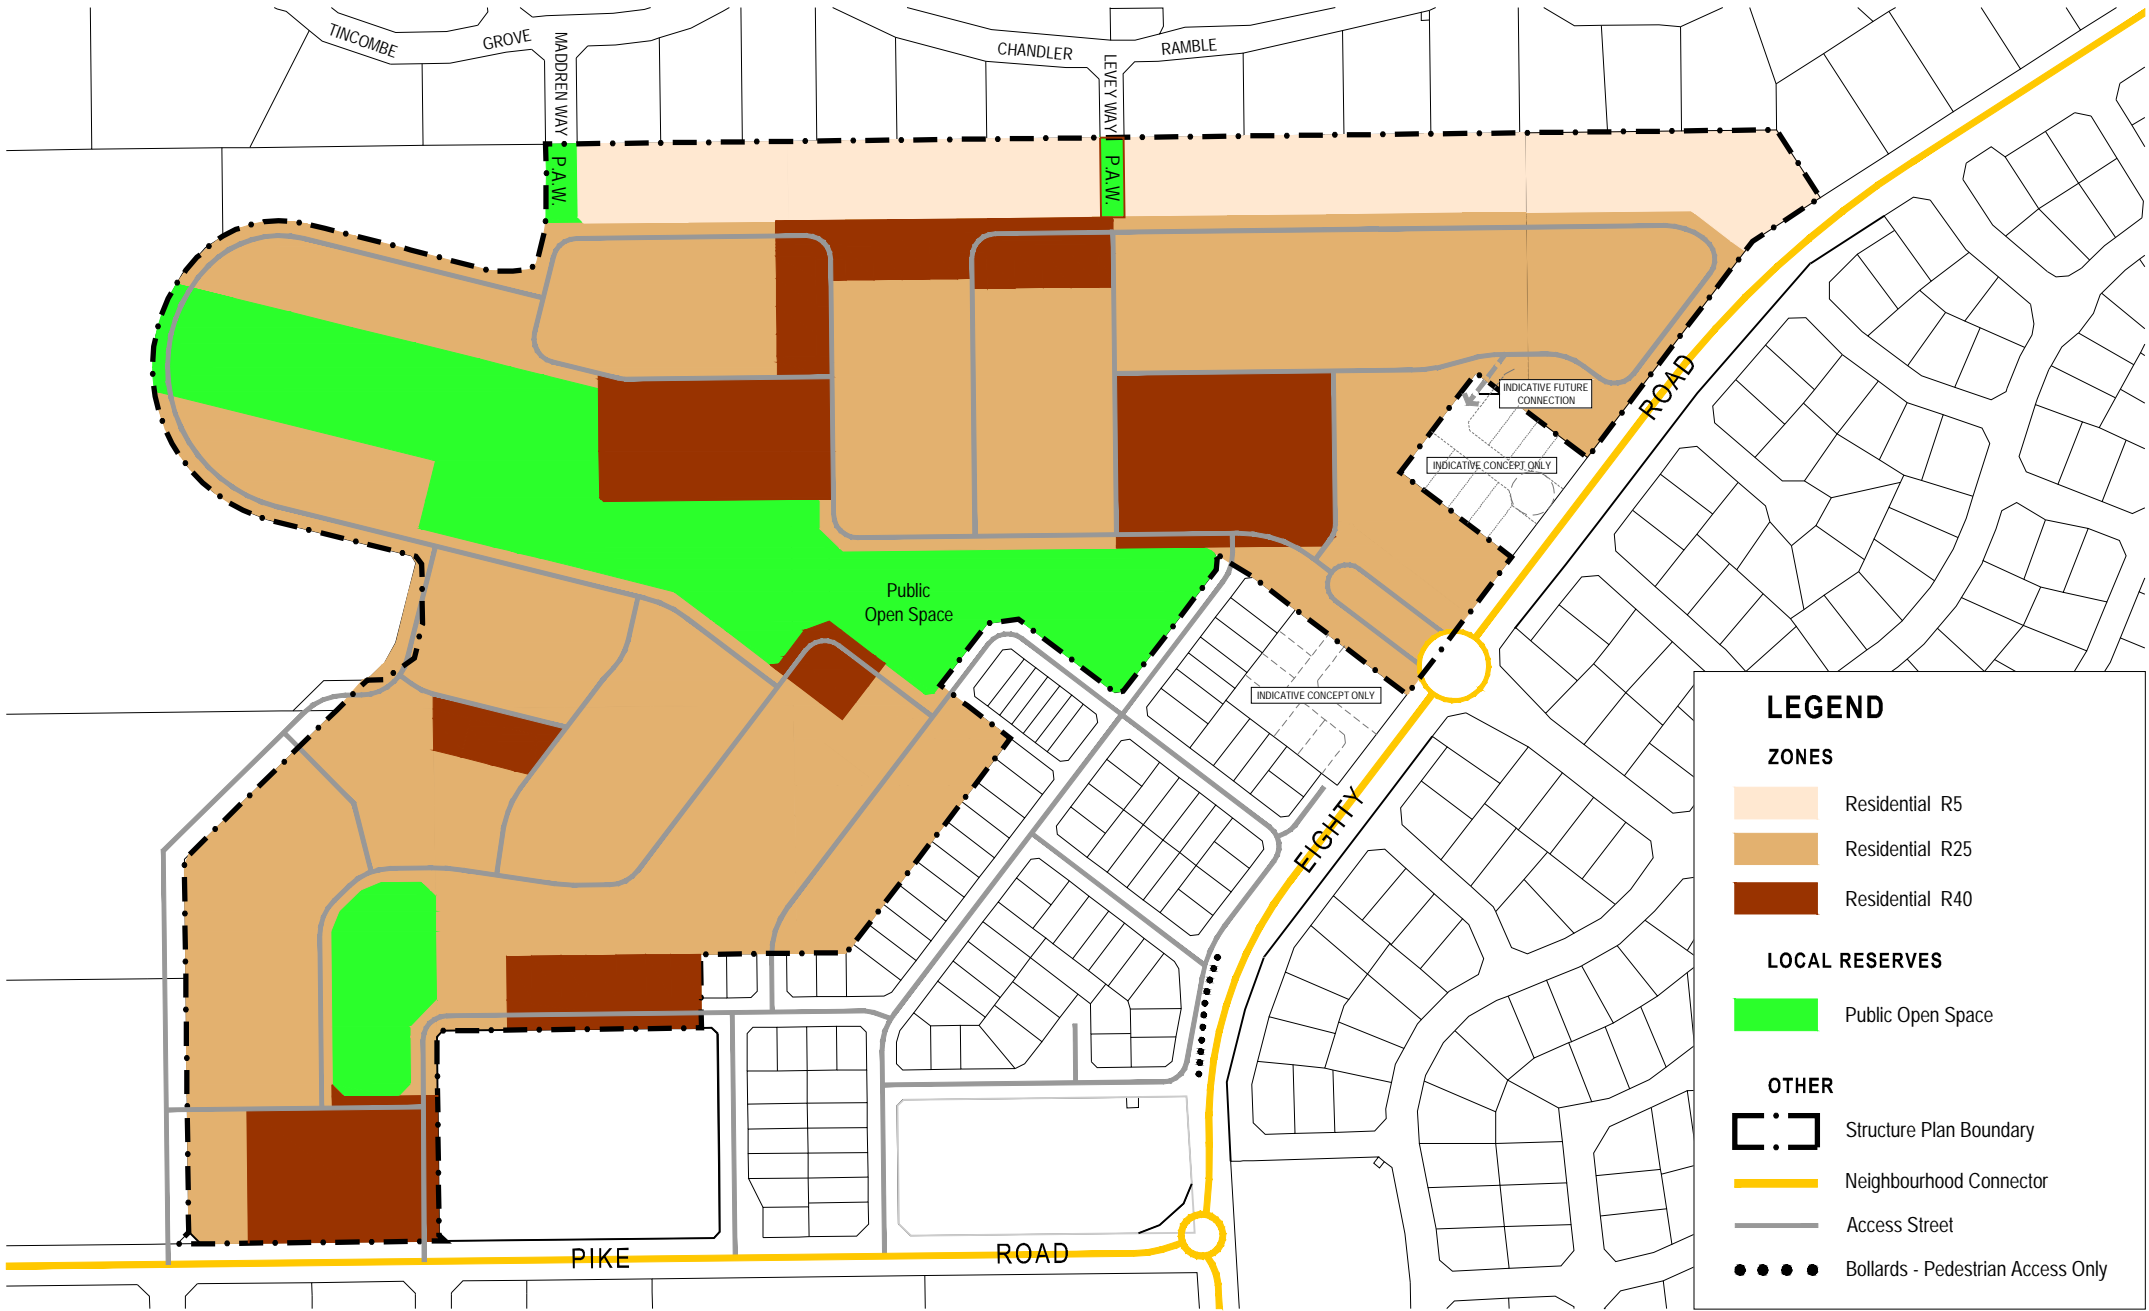 TINCOMBE
GROVE
MADDREN WAY
CHANDLER
RAMBLE
LEVEY WAY
P.A.W.
P.A.W.
ROAD
INDICATIVE FUTURE
CONNECTION
INDICATIVE CONCEPT ONLY
Public
Open Space
INDICATIVE CONCEPT ONLY
EIGHTY
PIKE
ROAD
LEGEND
ZONES
Residential R5
Residential R25
Residential R40
LOCAL RESERVES
Public Open Space
OTHER
Structure Plan Boundary
Neighbourhood Connector
Access Street
Bollards - Pedestrian Access Only